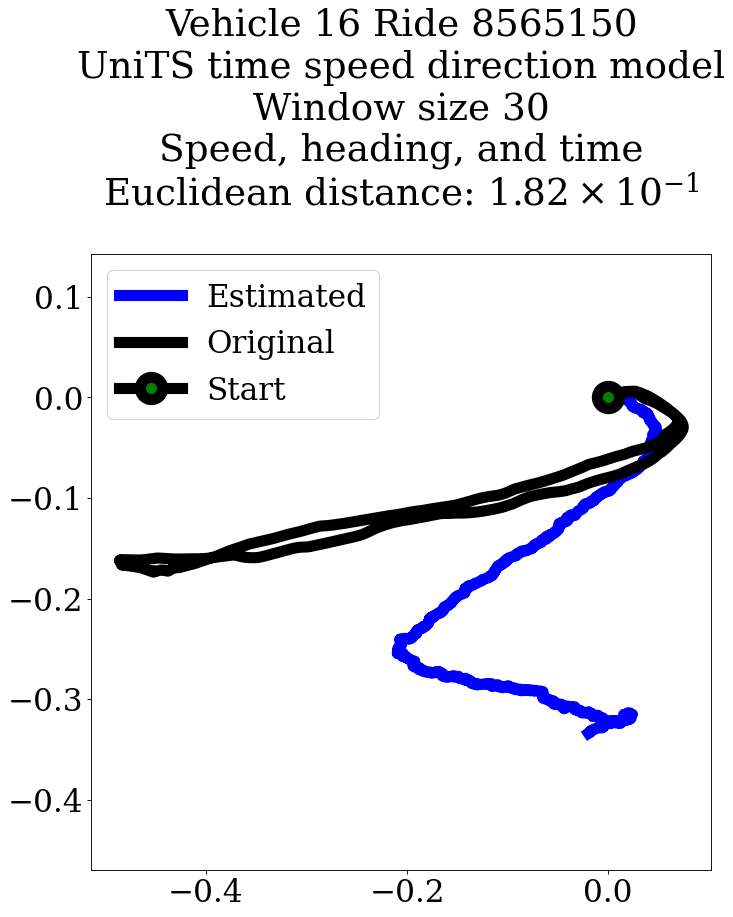 Vehicle 16 Ride 8565150
UniTS time speed direction model
Window size 30
Speed, heading, and time
Euclidean distance: 1.82 × 10⁻¹
Estimated
Original
Start
0.1
0.0
−0.1
−0.2
−0.3
−0.4
−0.4 −0.2 0.0